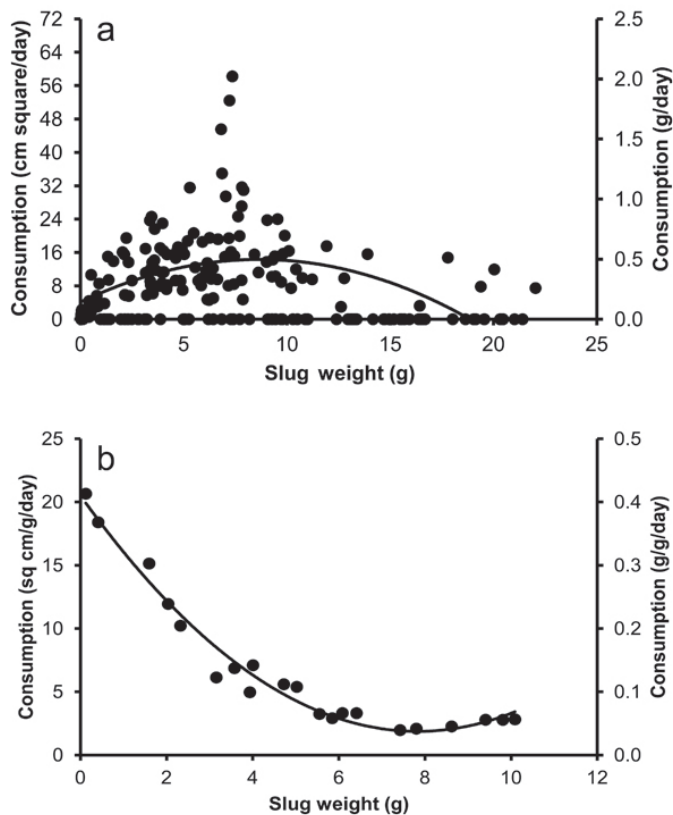 a
Consumption (cm square/day)
72
64
56
48
40
32
24
16
8
0
2.5
2.0
1.5
1.0
0.5
0.0
Consumption (g/day)
0 5 10 15 20 25
Slug weight (g)
b
Consumption (sq cm/g/day)
25
20
15
10
5
0
0.5
0.4
0.3
0.2
0.1
0.0
Consumption (g/g/day)
0 2 4 6 8 10 12
Slug weight (g)